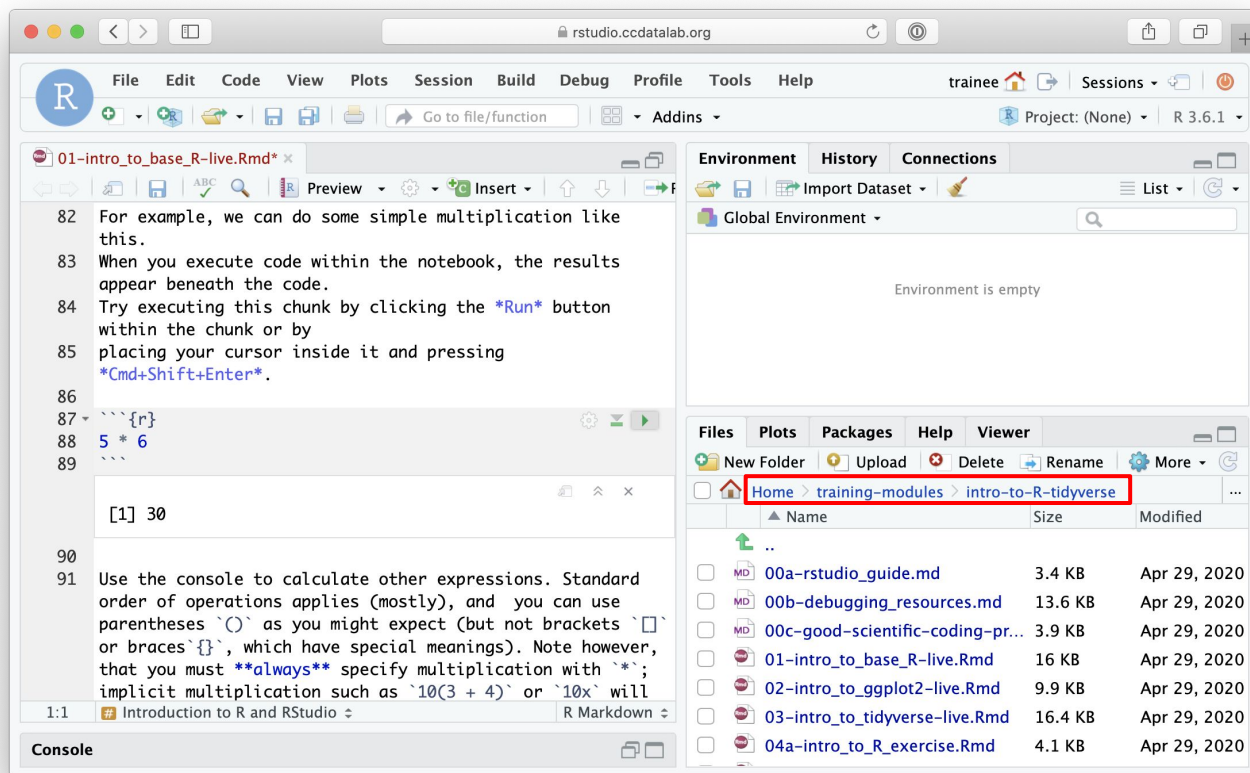 rstudio.ccdatalab.org
R File Edit Code View Plots Session Build Debug Profile Tools Help trainee Sessions
R Go to file/function Addins R Project: (None) R 3.6.1
01-intro_to_base_R-live.Rmd*
ABC R Preview C Insert
82 For example, we can do some simple multiplication like
this.
83 When you execute code within the notebook, the results
appear beneath the code.
84 Try executing this chunk by clicking the *Run* button
within the chunk or by
85 placing your cursor inside it and pressing
*Cmd+Shift+Enter*.
86
87 ```{r}
88 5 * 6
89 ```
[1] 30
90
91 Use the console to calculate other expressions. Standard
order of operations applies (mostly), and  you can use
parentheses `()` as you might expect (but not brackets `[]`
or braces`{}`, which have special meanings). Note however,
that you must **always** specify multiplication with `*`;
implicit multiplication such as `10(3 + 4)` or `10x` will
1:1 # Introduction to R and RStudio R Markdown
Console
Environment History Connections
Import Dataset List
Global Environment
Environment is empty
Files Plots Packages Help Viewer
New Folder Upload Delete Rename More
Home > training-modules > intro-to-R-tidyverse ...
Name Size Modified
..
MD 00a-rstudio_guide.md 3.4 KB Apr 29, 2020
MD 00b-debugging_resources.md 13.6 KB Apr 29, 2020
MD 00c-good-scientific-coding-pr... 3.9 KB Apr 29, 2020
Rmd 01-intro_to_base_R-live.Rmd 16 KB Apr 29, 2020
Rmd 02-intro_to_ggplot2-live.Rmd 9.9 KB Apr 29, 2020
Rmd 03-intro_to_tidyverse-live.Rmd 16.4 KB Apr 29, 2020
Rmd 04a-intro_to_R_exercise.Rmd 4.1 KB Apr 29, 2020